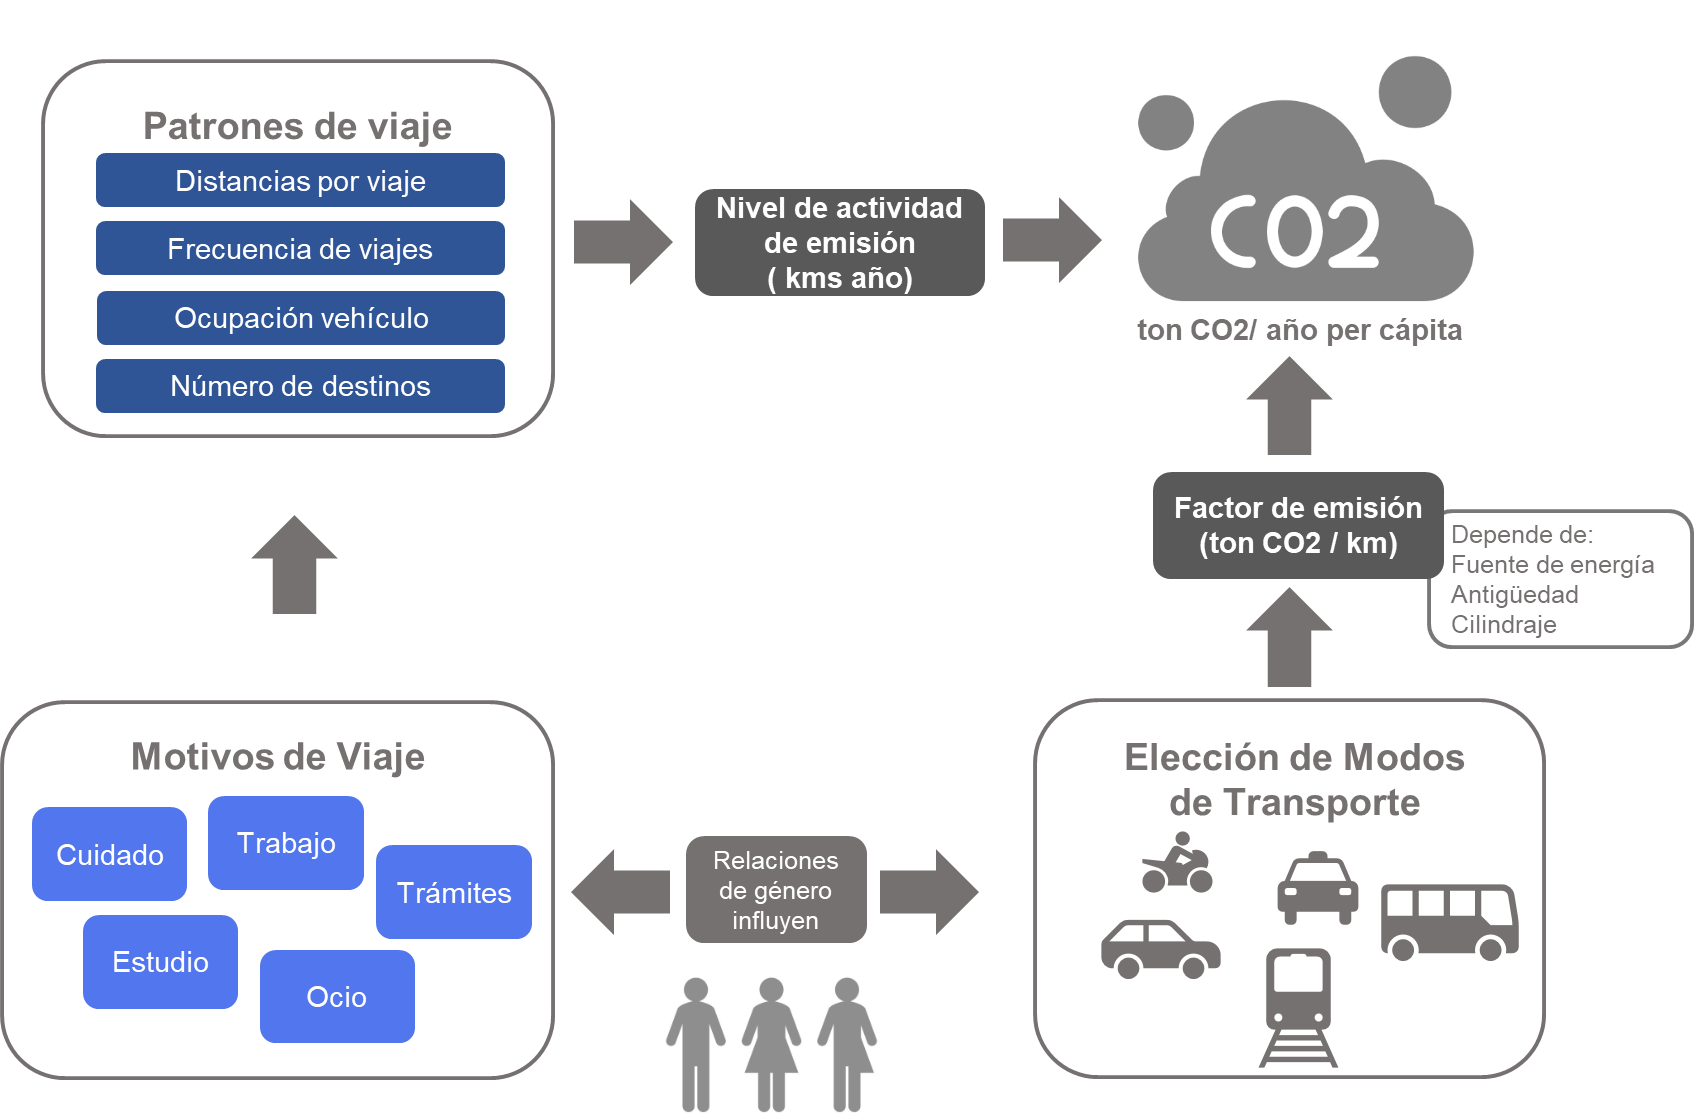 Patrones de viaje
Distancias por viaje
Frecuencia de viajes
Ocupación vehículo
Número de destinos
Nivel de actividad
de emisión
( kms año)
CO2
ton CO2/ año per cápita
Factor de emisión
(ton CO2 / km)
Depende de:
Fuente de energía
Antigüedad
Cilindraje
Motivos de Viaje
Cuidado
Trabajo
Trámites
Estudio
Ocio
Relaciones
de género
influyen
Elección de Modos
de Transporte